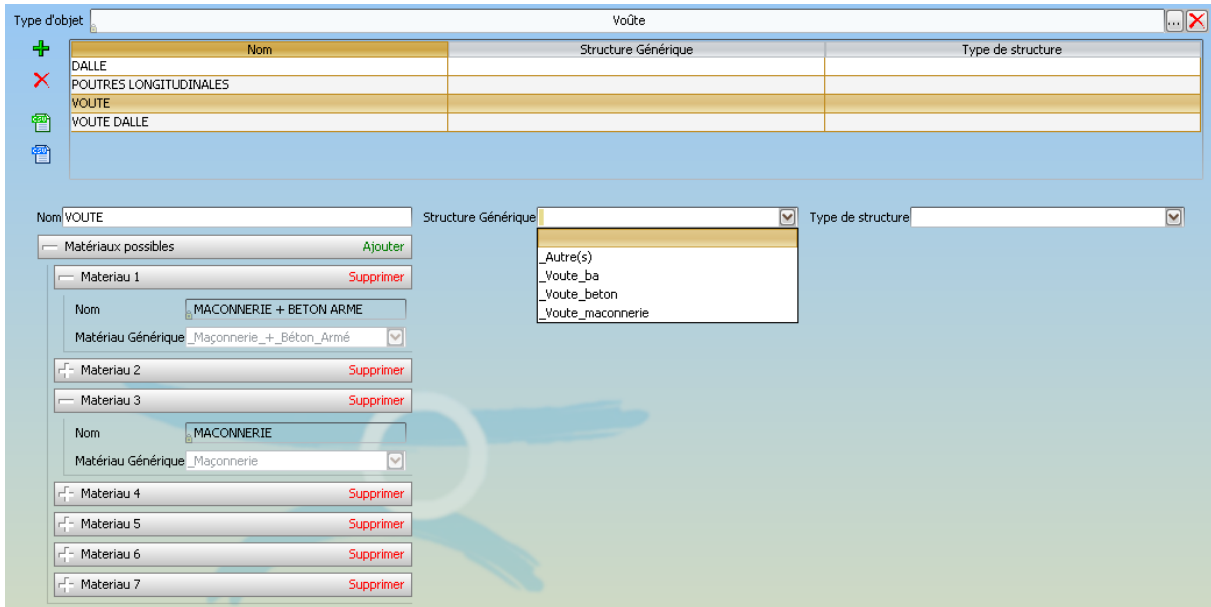 Type d'objet Voûte ...
Nom Structure Générique Type de structure
DALLE
POUTRES LONGITUDINALES
VOUTE
VOUTE DALLE
Nom VOUTE Structure Générique Type de structure
Matériaux possibles Ajouter
_Autre(s)
Materiau 1 Supprimer
_Voute_ba
_Voute_beton
Nom MACONNERIE + BETON ARME
_Voute_maconnerie
Matériau Générique _Maçonnerie_+_Béton_Armé
Materiau 2 Supprimer
Materiau 3 Supprimer
Nom MACONNERIE
Matériau Générique _Maçonnerie
Materiau 4 Supprimer
Materiau 5 Supprimer
Materiau 6 Supprimer
Materiau 7 Supprimer